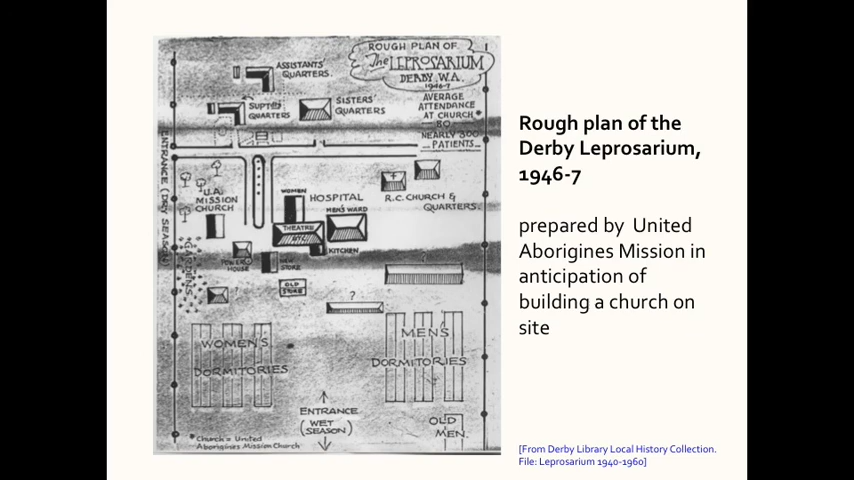 ROUGH PLAN OF
The LEPROSARIUM
DERBY W.A.
1946-7
ASSISTANTS'
QUARTERS.
SUPT'S
QUARTERS
SISTERS'
QUARTERS
AVERAGE
ATTENDANCE
AT CHURCH *
80
NEARLY 300
PATIENTS.
ENTRANCE (DRY SEASON)
U.A.
MISSION
CHURCH
WOMEN
HOSPITAL
MEN'S WARD
THEATRE
KITCHEN
R.C. CHURCH &
QUARTERS.
POWER
HOUSE
NEW
STORE
OLD
STORE
GARDENS
?
?
WOMEN'S
DORMITORIES
MEN'S
DORMITORIES
ENTRANCE
(WET
SEASON)
OLD
MEN.
* Church = United
Aborigines Mission Church
Rough plan of the
Derby Leprosarium,
1946-7
prepared by United
Aborigines Mission in
anticipation of
building a church on
site
[From Derby Library Local History Collection.
File: Leprosarium 1940-1960]